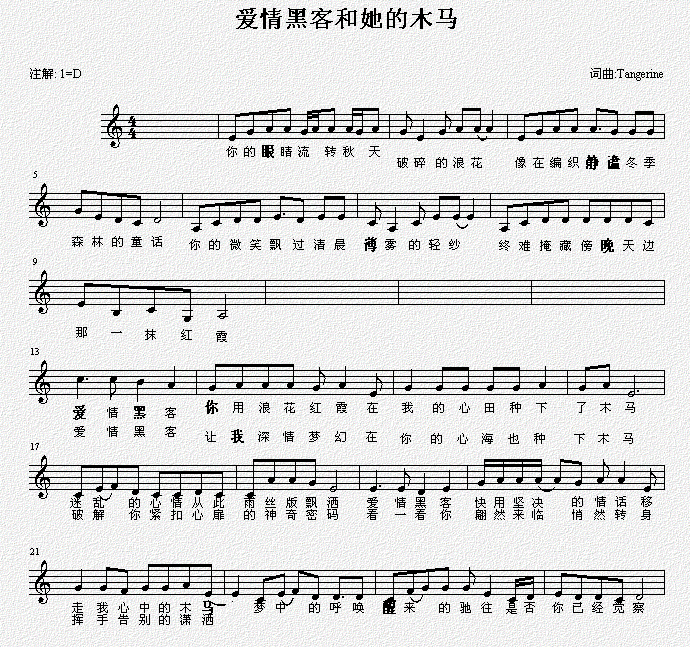 爱情黑客和她的木马
注解: 1=D 词曲:Tangerine
你的眼睛流转秋天 破碎的浪花 像在编织静谧冬季
5
森林的童话 你的微笑飘过清晨 薄雾的轻纱 终难掩藏傍晚天边
9
那一抹红霞
13
爱情黑客 你用浪花红霞在我的心田种下了木马
爱情黑客 让我深情梦幻在你的心海也种下木马
17
迷乱的心情从此雨丝版飘洒 爱情黑客 快用坚决的情话移
破解你紧扣心扉的神奇密码 看一看你 翩然来临悄然转身
21
走我心中的木马 梦中的呼唤 醒来的驰往是否你已经觉察
挥手告别的潇洒